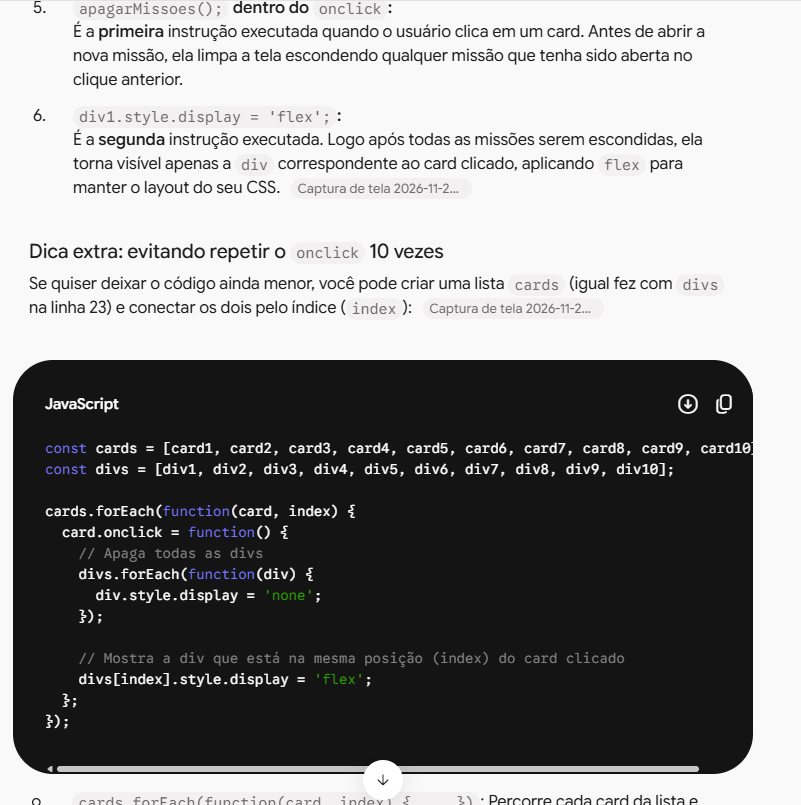 5. apagarMissoes(); dentro do onclick :
É a primeira instrução executada quando o usuário clica em um card. Antes de abrir a
nova missão, ela limpa a tela escondendo qualquer missão que tenha sido aberta no
clique anterior.
6. div1.style.display = 'flex'; :
É a segunda instrução executada. Logo após todas as missões serem escondidas, ela
torna visível apenas a div correspondente ao card clicado, aplicando flex para
manter o layout do seu CSS. Captura de tela 2026-11-2...
Dica extra: evitando repetir o onclick 10 vezes
Se quiser deixar o código ainda menor, você pode criar uma lista cards (igual fez com divs
na linha 23) e conectar os dois pelo índice ( index ): Captura de tela 2026-11-2...
JavaScript
const cards = [card1, card2, card3, card4, card5, card6, card7, card8, card9, card10]
const divs = [div1, div2, div3, div4, div5, div6, div7, div8, div9, div10];
cards.forEach(function(card, index) {
card.onclick = function() {
// Apaga todas as divs
divs.forEach(function(div) {
div.style.display = 'none';
});
// Mostra a div que está na mesma posição (index) do card clicado
divs[index].style.display = 'flex';
};
});
cards.forEach(function(card, index) { ... }) : Percorre cada card da lista e